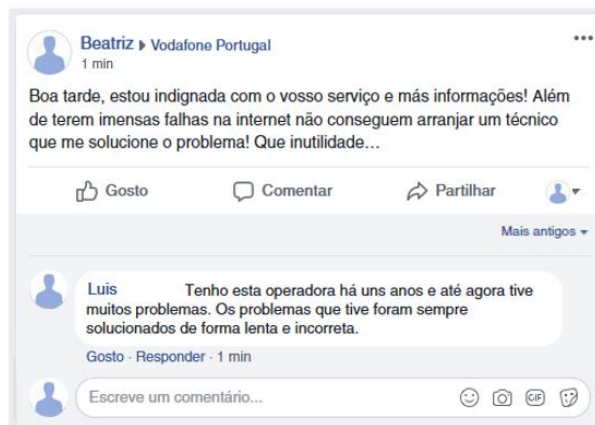 Beatriz ▸ Vodafone Portugal
1 min
Boa tarde, estou indignada com o vosso serviço e más informações! Além
de terem imensas falhas na internet não conseguem arranjar um técnico
que me solucione o problema! Que inutilidade...
Gosto Comentar Partilhar
Mais antigos
Luis Tenho esta operadora há uns anos e até agora tive
muitos problemas. Os problemas que tive foram sempre
solucionados de forma lenta e incorreta.
Gosto · Responder · 1 min
Escreve um comentário... GIF